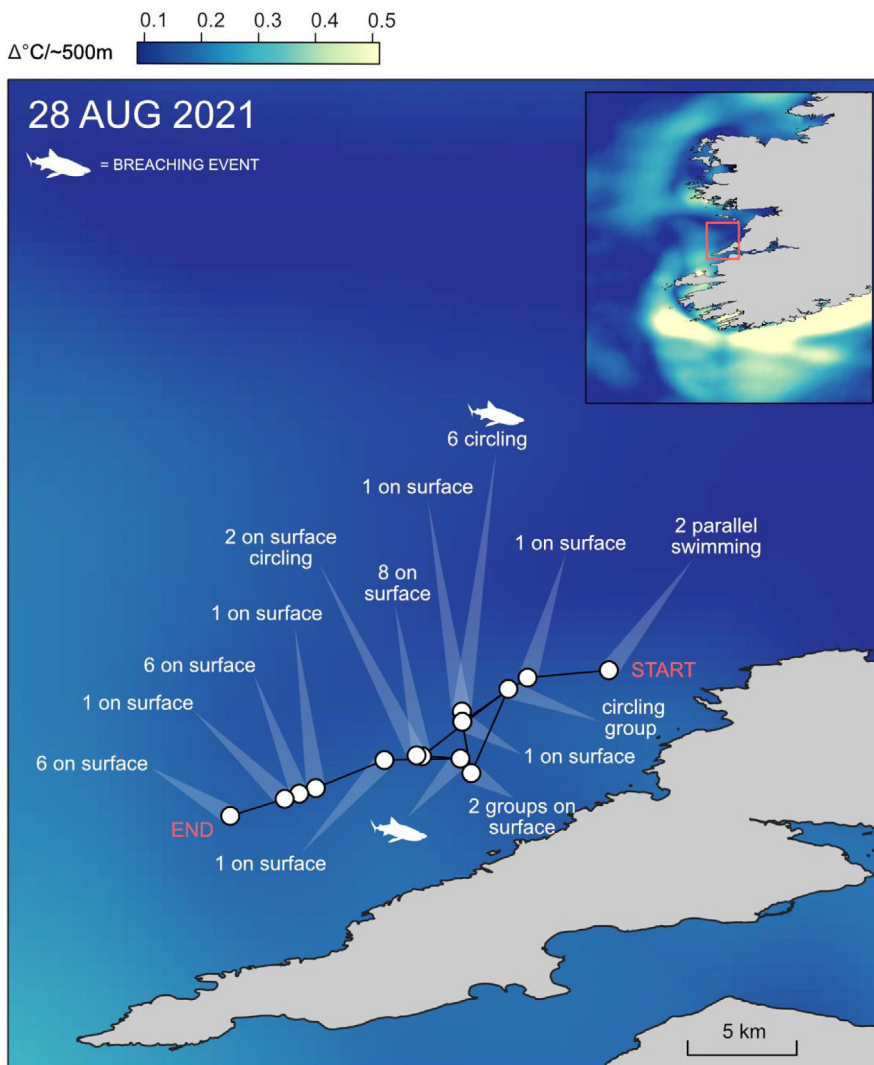 0.1 0.2 0.3 0.4 0.5
Δ°C/~500m
28 AUG 2021
= BREACHING EVENT
6 circling
1 on surface
2 on surface
circling
8 on
surface
1 on surface
2 parallel
swimming
1 on surface
6 on surface
1 on surface
6 on surface
START
circling
group
1 on surface
2 groups on
surface
END
1 on surface
5 km